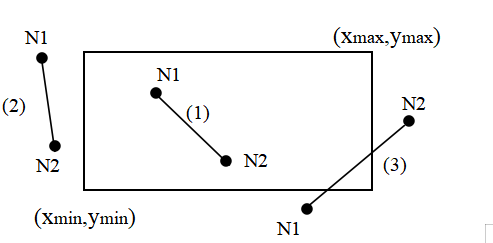 N1
(xmax,ymax)
N1
(2)
(1)
N2
N2
N2
(3)
(xmin,ymin)
N1